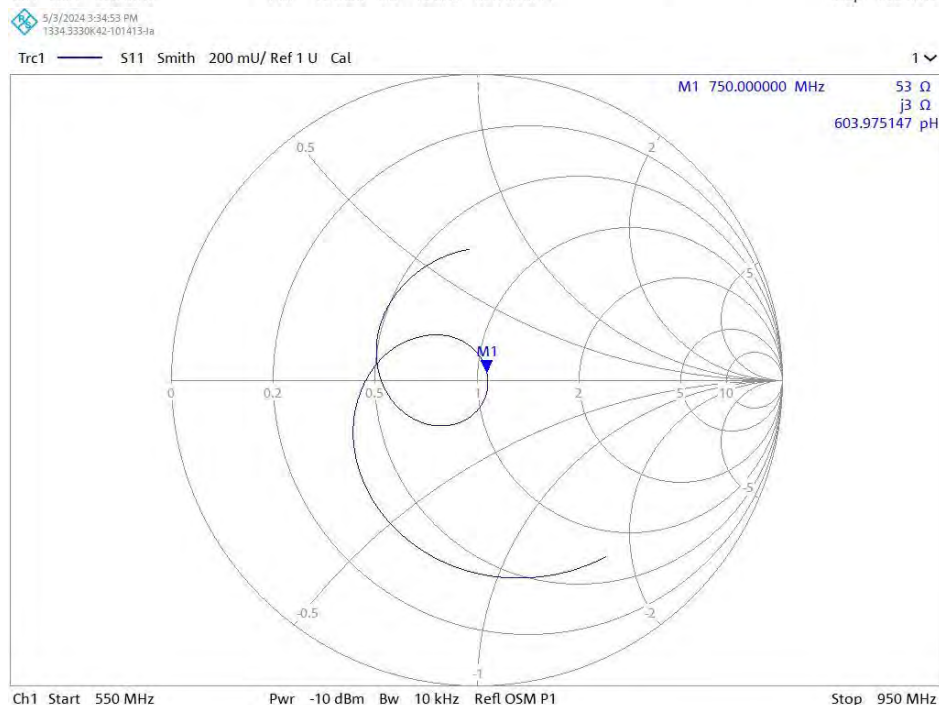 5/3/2024 3:34:53 PM
1334.3330K42-101413-Ja
Trc1 S11 Smith 200 mU/ Ref 1 U Cal 1
M1 750.000000 MHz 53 Ω
j3 Ω
603.975147 pH
1
0.5 2
5
M1
0 0.2 0.5 1 2 5 10
-5
-0.5 -2
-1
Ch1 Start 550 MHz Pwr -10 dBm Bw 10 kHz Refl OSM P1 Stop 950 MHz